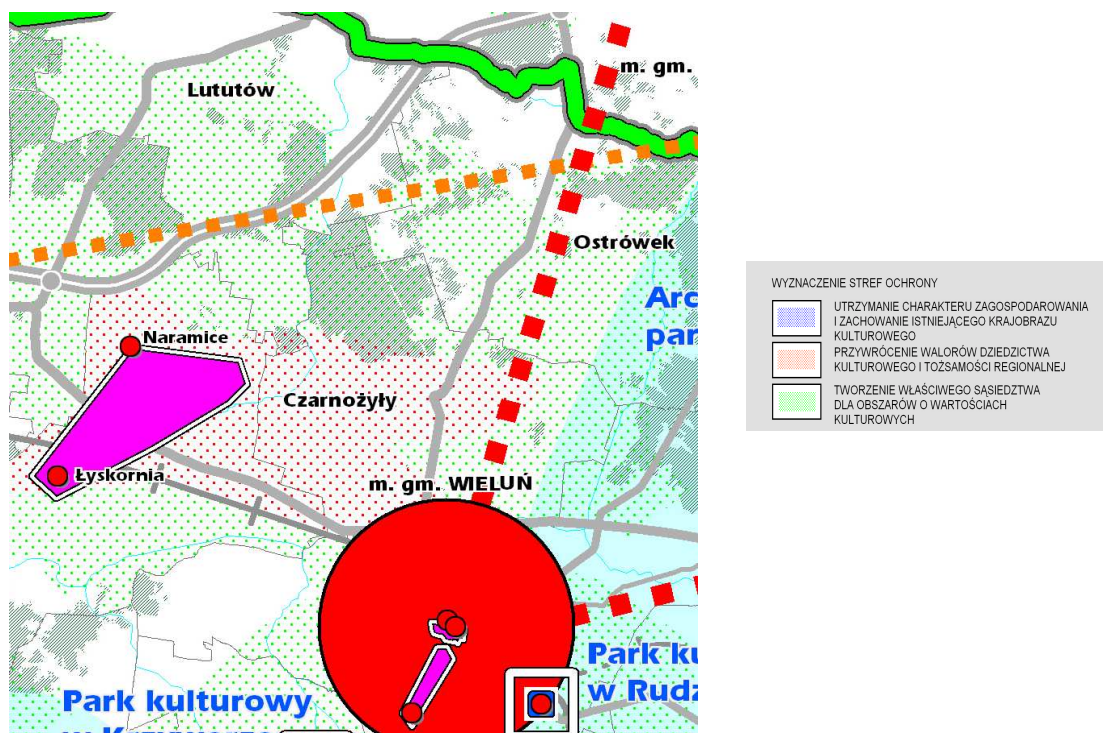 Lututów
m. gm.
Ostrówek
Arc
par
Naramice
Czarnożyły
Łyskornia
m. gm. WIELUŃ
Park ku
w Rudz
Park kulturowy
WYZNACZENIE STREF OCHRONY
UTRZYMANIE CHARAKTERU ZAGOSPODAROWANIA
I ZACHOWANIE ISTNIEJĄCEGO KRAJOBRAZU
KULTUROWEGO
PRZYWRÓCENIE WALORÓW DZIEDZICTWA
KULTUROWEGO I TOŻSAMOŚCI REGIONALNEJ
TWORZENIE WŁAŚCIWEGO SĄSIEDZTWA
DLA OBSZARÓW O WARTOŚCIACH
KULTUROWYCH